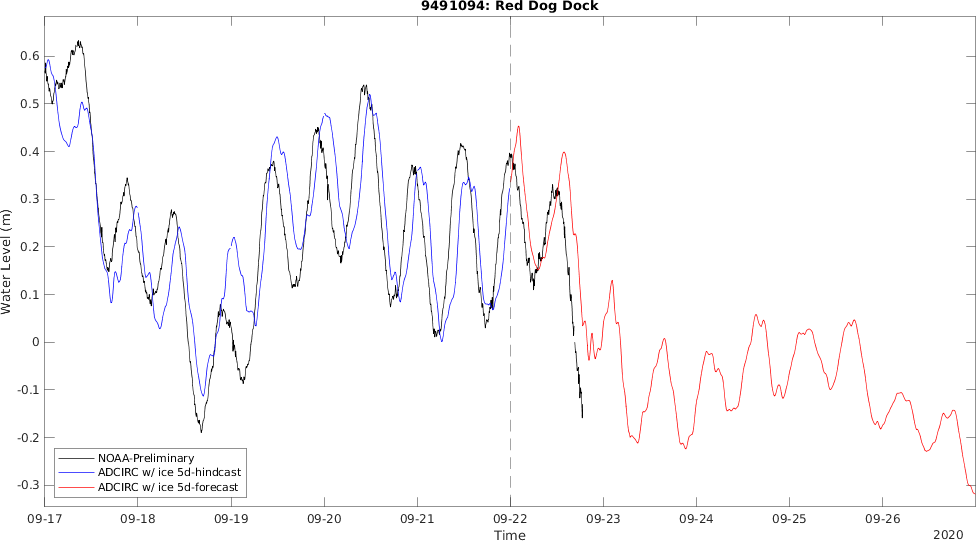 9491094: Red Dog Dock
Water Level (m)
0.6
0.5
0.4
0.3
0.2
0.1
0
-0.1
-0.2
-0.3
NOAA-Preliminary
ADCIRC w/ ice 5d-hindcast
ADCIRC w/ ice 5d-forecast
09-17 09-18 09-19 09-20 09-21 09-22 09-23 09-24 09-25 09-26
Time
2020